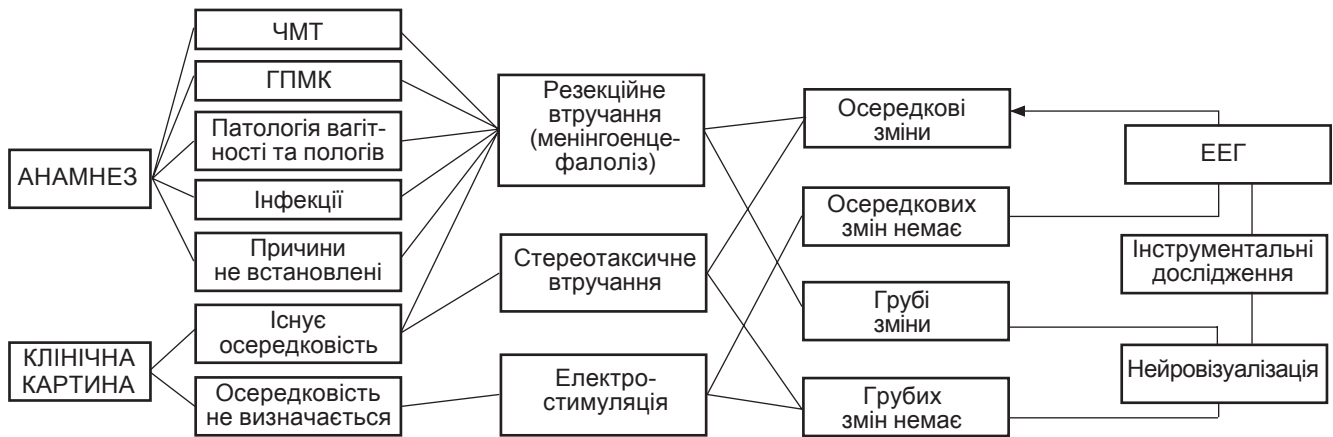 АНАМНЕЗ
КЛІНІЧНА
КАРТИНА
ЧМТ
ГПМК
Патологія вагіт-
ності та пологів
Інфекції
Причини
не встановлені
Існує
осередковість
Осередковість
не визначається
Резекційне
втручання
(менінгоенце-
фалоліз)
Стереотаксичне
втручання
Електро-
стимуляція
Осередкові
зміни
Осередкових
змін немає
Грубі
зміни
Грубих
змін немає
ЕЕГ
Інструментальні
дослідження
Нейровізуалізація